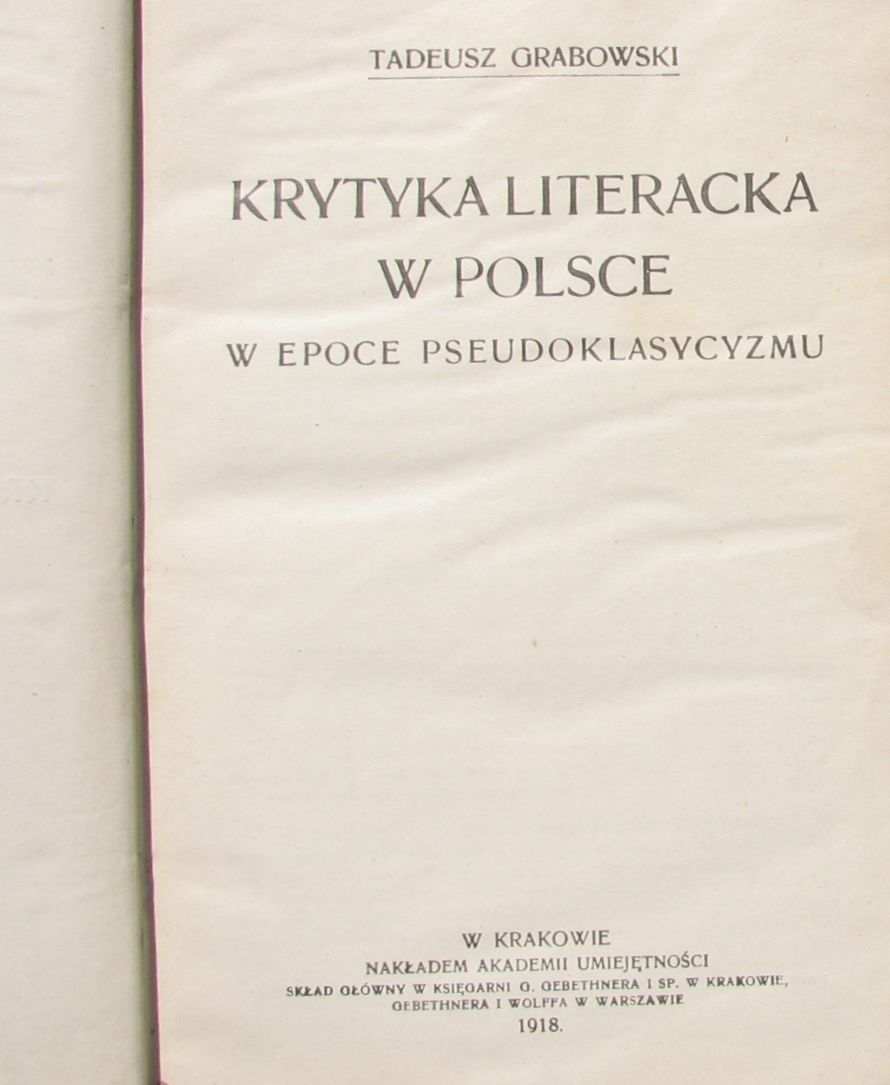 TADEUSZ GRABOWSKI
KRYTYKA LITERACKA
W POLSCE
W EPOCE PSEUDOKLASYCYZMU
W KRAKOWIE
NAKŁADEM AKADEMII UMIEJĘTNOŚCI
SKŁAD GŁÓWNY W KSIĘGARNI G. GEBETHNERA I SP. W KRAKOWIE,
GEBETHNERA I WOLFFA W WARSZAWIE
1918.